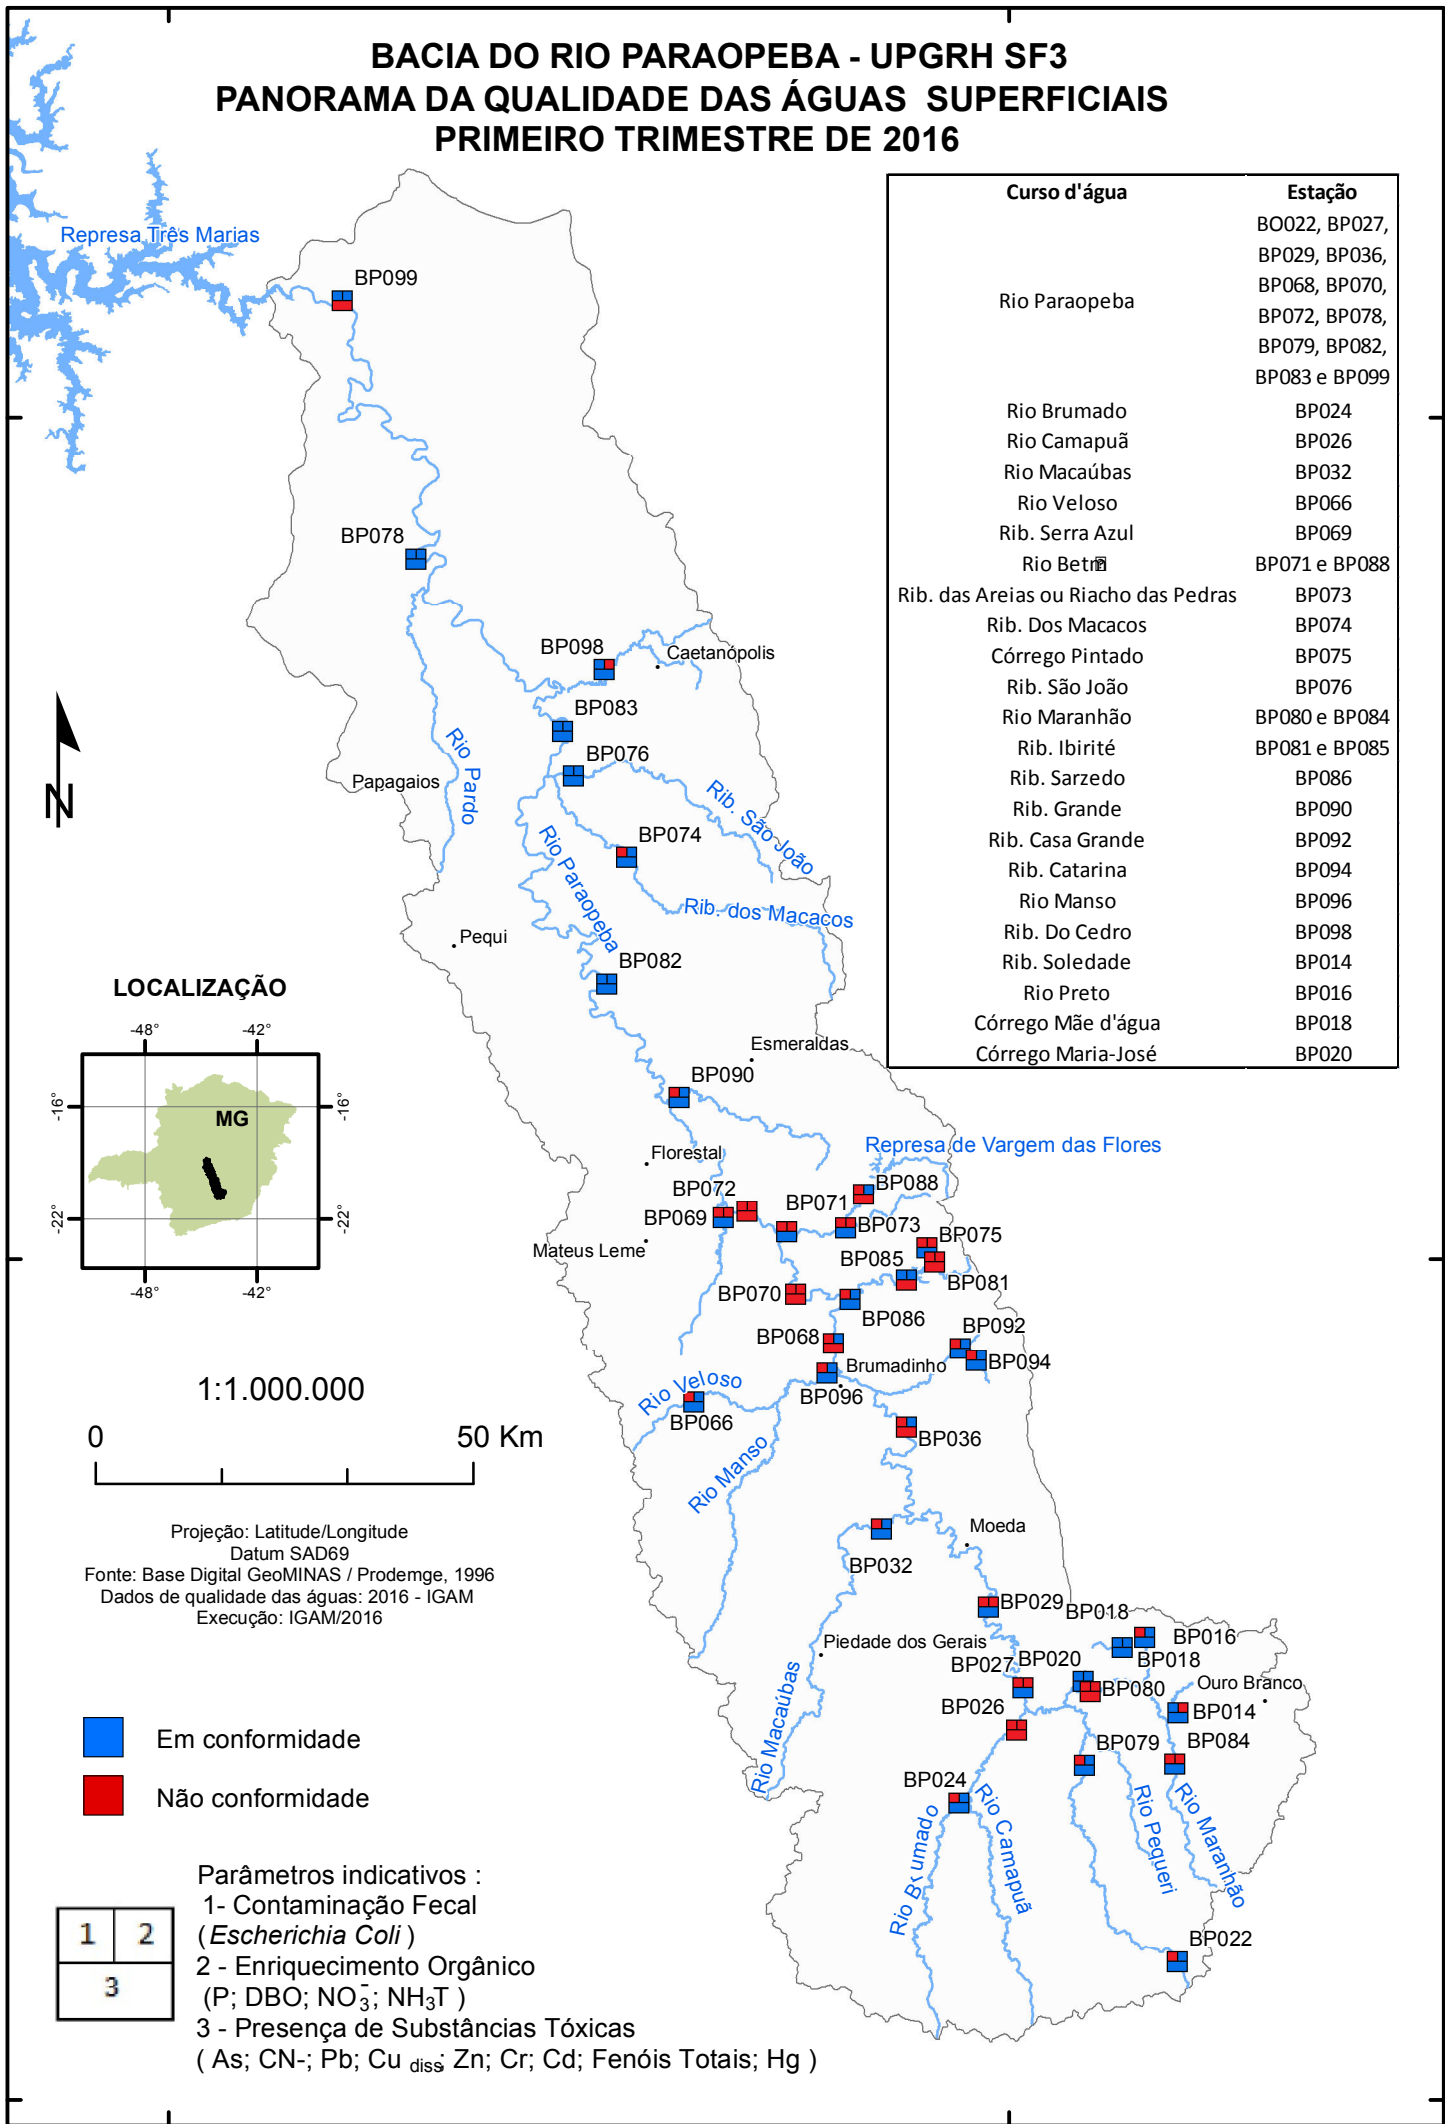 BACIA DO RIO PARAOPEBA - UPGRH SF3
PANORAMA DA QUALIDADE DAS ÁGUAS SUPERFICIAIS
PRIMEIRO TRIMESTRE DE 2016
Curso d'água Estação
Rio Paraopeba
BO022, BP027,
BP029, BP036,
BP068, BP070,
BP072, BP078,
BP079, BP082,
BP083 e BP099
Rio Brumado BP024
Rio Camapuã BP026
Rio Macaúbas BP032
Rio Veloso BP066
Rib. Serra Azul BP069
Rio Betm BP071 e BP088
Rib. das Areias ou Riacho das Pedras BP073
Rib. Dos Macacos BP074
Córrego Pintado BP075
Rib. São João BP076
Rio Maranhão BP080 e BP084
Rib. Ibirité BP081 e BP085
Rib. Sarzedo BP086
Rib. Grande BP090
Rib. Casa Grande BP092
Rib. Catarina BP094
Rio Manso BP096
Rib. Do Cedro BP098
Rib. Soledade BP014
Rio Preto BP016
Córrego Mãe d'água BP018
Córrego Maria-José BP020
Represa Três Marias
BP099
BP078
BP098
Caetanópolis
BP083
BP076
Rio Pardo
Papagaios
Rib. São João
BP074
Rio Paraopeba
Rib. dos Macacos
Pequi
BP082
Esmeraldas
BP090
Represa de Vargem das Flores
Florestal
BP088
BP072
BP071
BP069
BP073
BP075
Mateus Leme
BP085
BP081
BP070
BP086
BP068
BP092
Brumadinho
BP094
Rio Veloso
BP096
BP066
BP036
Rio Manso
Moeda
BP032
BP029
BP018
BP016
Piedade dos Gerais
BP018
BP027
BP020
BP080
Ouro Branco
BP026
BP014
BP079
BP084
Rio Macaúbas
BP024
Rio Brumado
Rio Camapuã
Rio Pequeri
Rio Maranhão
BP022
N
LOCALIZAÇÃO
-48° -42°
-16° -16°
MG
-22° -22°
-48° -42°
1:1.000.000
0 50 Km
Projeção: Latitude/Longitude
Datum SAD69
Fonte: Base Digital GeoMINAS / Prodemge, 1996
Dados de qualidade das águas: 2016 - IGAM
Execução: IGAM/2016
Em conformidade
Não conformidade
1 2
3
Parâmetros indicativos :
1- Contaminação Fecal
(Escherichia Coli )
2 - Enriquecimento Orgânico
(P; DBO; NO₃⁻; NH₃T )
3 - Presença de Substâncias Tóxicas
( As; CN-; Pb; Cu diss; Zn; Cr; Cd; Fenóis Totais; Hg )